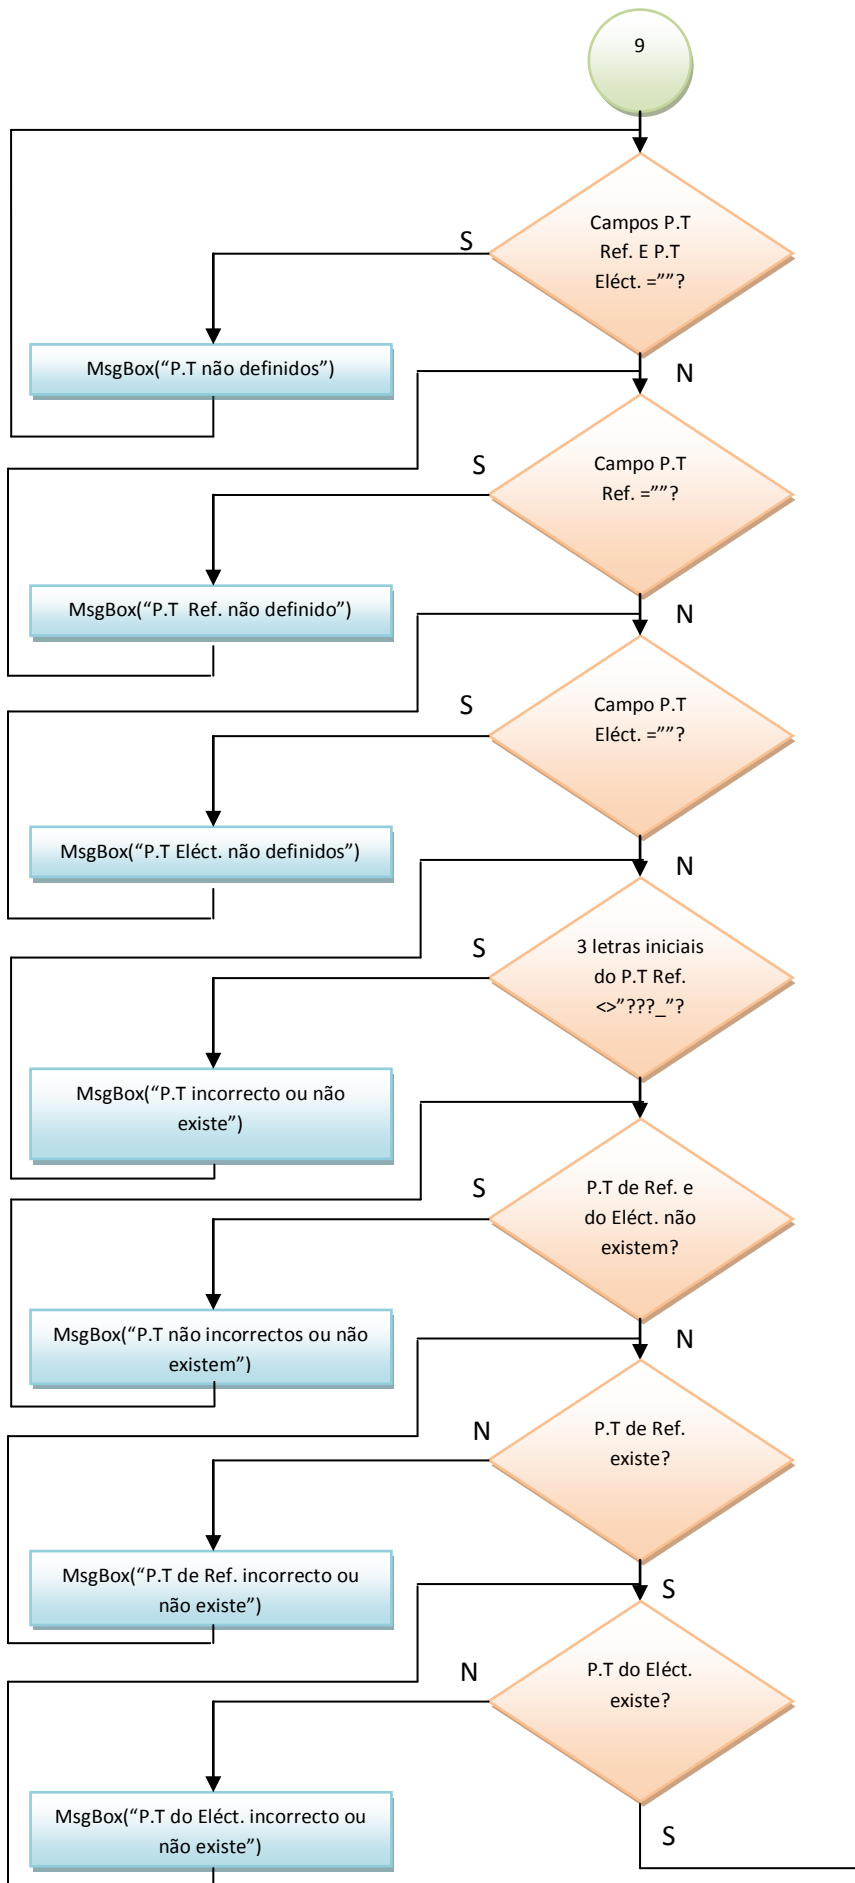 9
Campos P.T
Ref. E P.T
Eléct. =””?
S
MsgBox(“P.T não definidos”)
N
Campo P.T
Ref. =””?
S
MsgBox(“P.T  Ref. não definido”)
N
Campo P.T
Eléct. =””?
S
MsgBox(“P.T Eléct. não definidos”)
N
3 letras iniciais
do P.T Ref.
<>”???_”?
S
MsgBox(“P.T incorrecto ou não
existe”)
P.T de Ref. e
do Eléct. não
existem?
S
MsgBox(“P.T não incorrectos ou não
existem”)
N
P.T de Ref.
existe?
N
MsgBox(“P.T de Ref. incorrecto ou
não existe”)
S
P.T do Eléct.
existe?
N
MsgBox(“P.T do Eléct. incorrecto ou
não existe”)
S